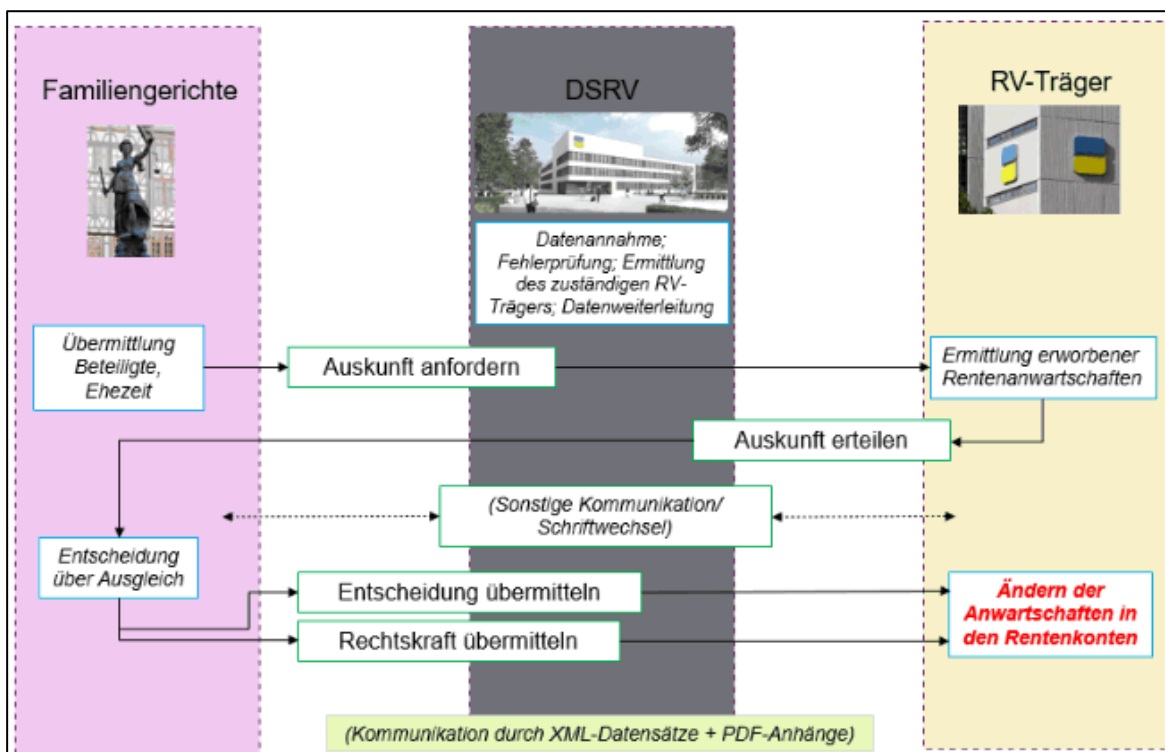 Familiengerichte
DSRV
RV-Träger
Datenannahme;
Fehlerprüfung; Ermittlung
des zuständigen RV-
Trägers; Datenweiterleitung
Übermittlung
Beteiligte,
Ehezeit
Auskunft anfordern
Ermittlung erworbener
Rentenanwartschaften
Auskunft erteilen
(Sonstige Kommunikation/
Schriftwechsel)
Entscheidung
über Ausgleich
Entscheidung übermitteln
Rechtskraft übermitteln
Ändern der
Anwartschaften in
den Rentenkonten
(Kommunikation durch XML-Datensätze + PDF-Anhänge)